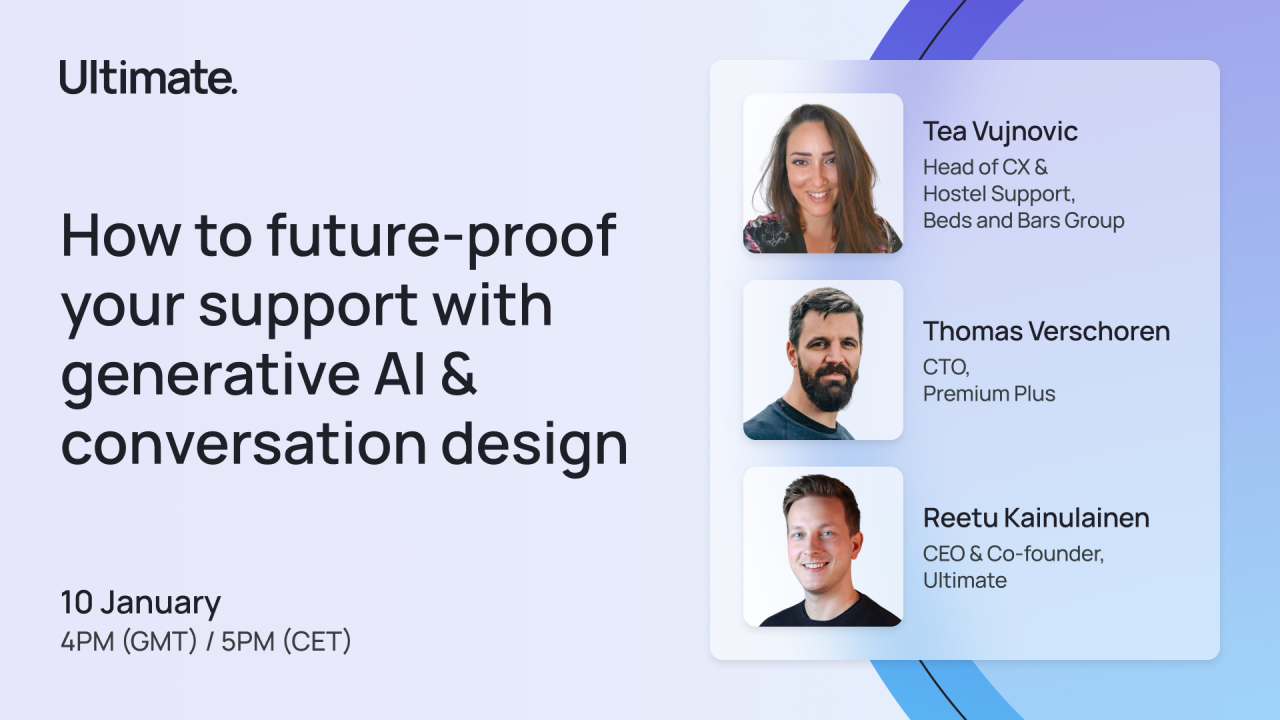 Ultimate.
How to future-proof
your support with
generative AI &
conversation design
10 January
4PM (GMT) / 5PM (CET)
Tea Vujnovic
Head of CX &
Hostel Support,
Beds and Bars Group
Thomas Verschoren
CTO,
Premium Plus
Reetu Kainulainen
CEO & Co-founder,
Ultimate